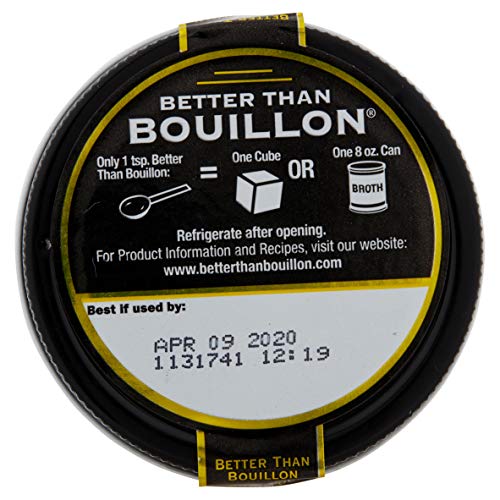 BETTER THAN
BOUILLON®
Only 1 tsp. Better
Than Bouillon:
=
One Cube
OR
One 8 oz. Can
BROTH
Refrigerate after opening.
For Product Information and Recipes, visit our website:
www.betterthanbouillon.com
Best if used by:
APR 09 2020
1131741 12:19
BETTER THAN
BOUILLON